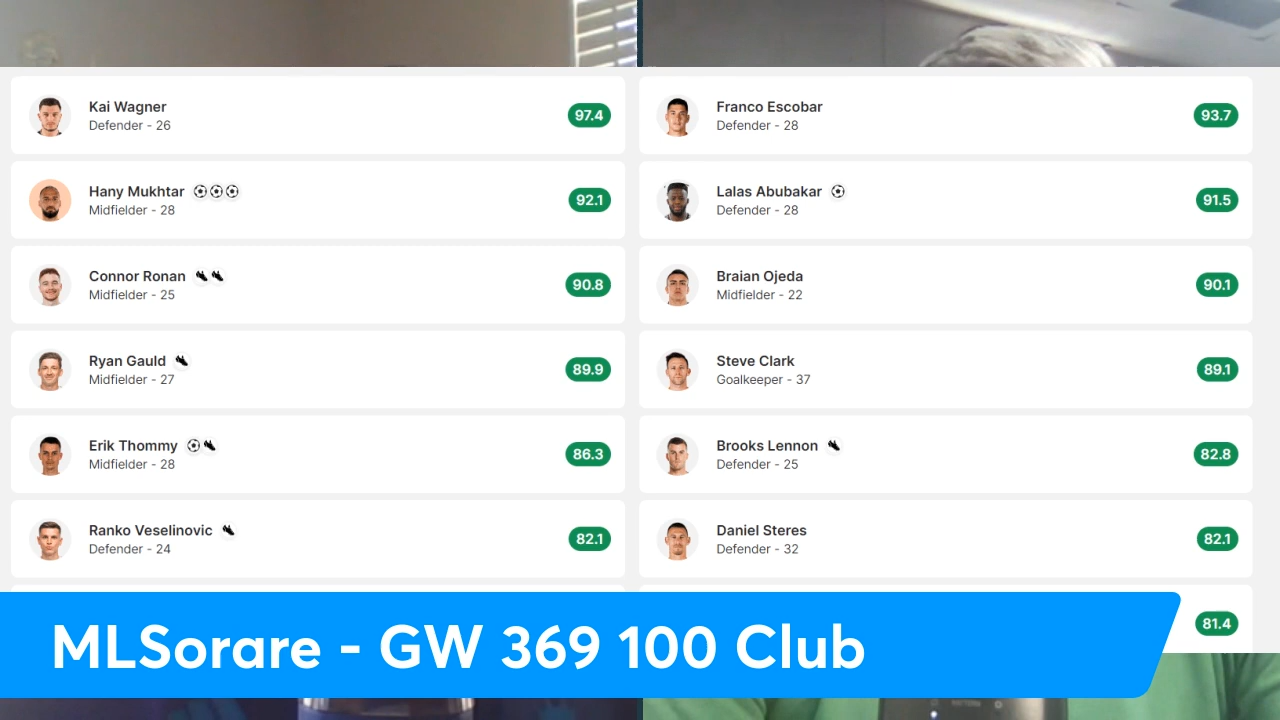 Kai Wagner
Defender - 26
97.4
Franco Escobar
Defender - 28
93.7
Hany Mukhtar
Midfielder - 28
92.1
Lalas Abubakar
Defender - 28
91.5
Connor Ronan
Midfielder - 25
90.8
Braian Ojeda
Midfielder - 22
90.1
Ryan Gauld
Midfielder - 27
89.9
Steve Clark
Goalkeeper - 37
89.1
Erik Thommy
Midfielder - 28
86.3
Brooks Lennon
Defender - 25
82.8
Ranko Veselinovic
Defender - 24
82.1
Daniel Steres
Defender - 32
82.1
81.4
MLSorare - GW 369 100 Club